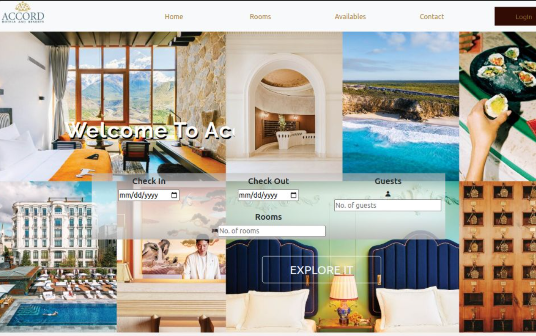 ACCORD
HOTELS AND RESORTS
Home
Rooms
Availables
Contact
Login
Welcome To Ac
Check In
Check Out
Guests
mm/dd/yyyy
mm/dd/yyyy
No. of guests
Rooms
No. of rooms
EXPLORE IT